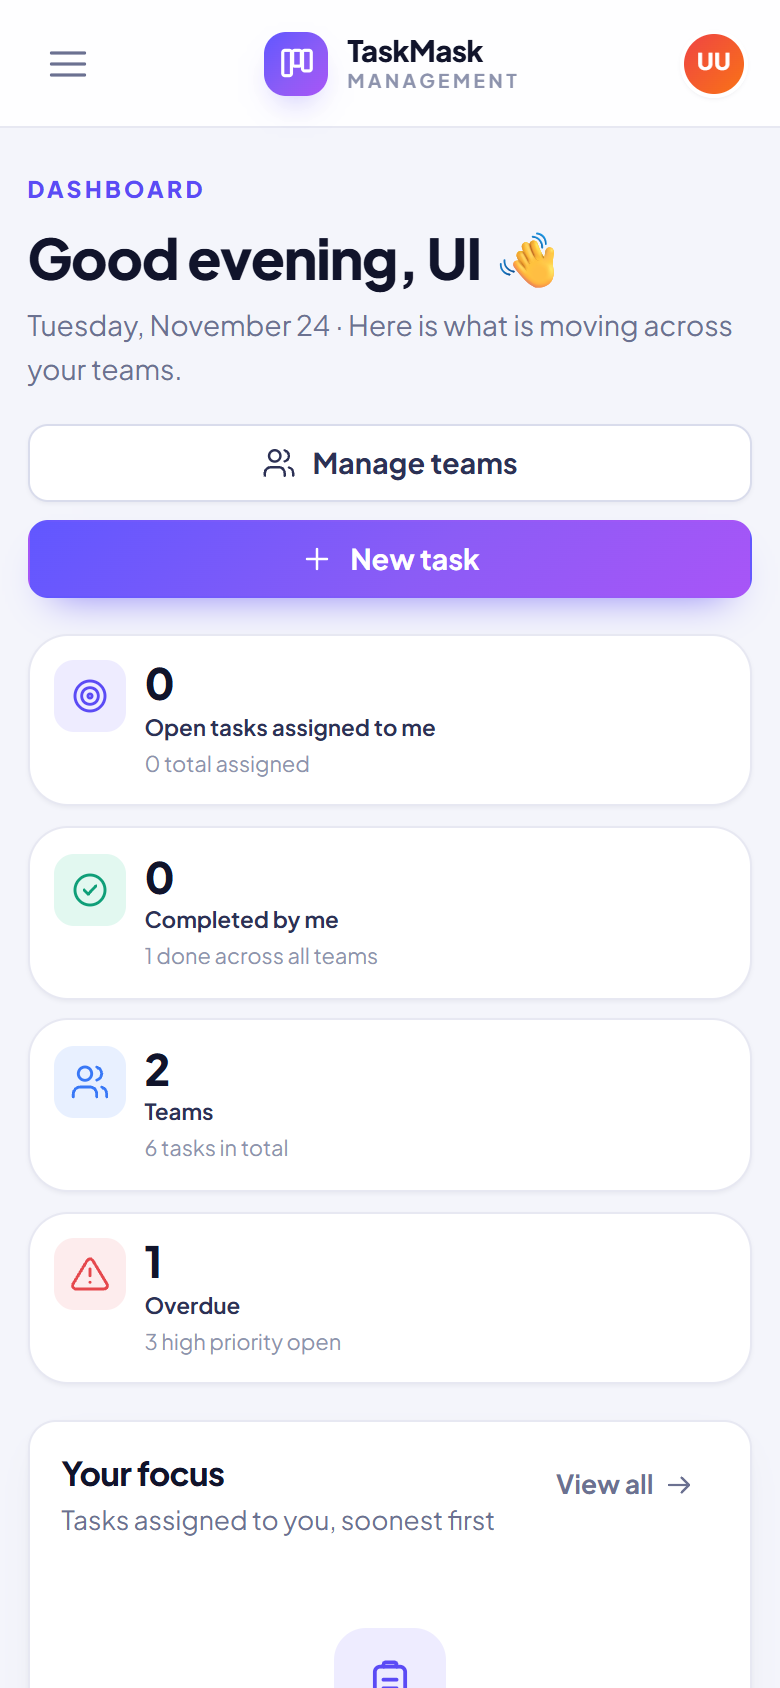 TaskMask
MANAGEMENT
UU
DASHBOARD
Good evening, UI 👋
Tuesday, November 24 · Here is what is moving across
your teams.
Manage teams
New task
0
Open tasks assigned to me
0 total assigned
0
Completed by me
1 done across all teams
2
Teams
6 tasks in total
1
Overdue
3 high priority open
Your focus
View all →
Tasks assigned to you, soonest first